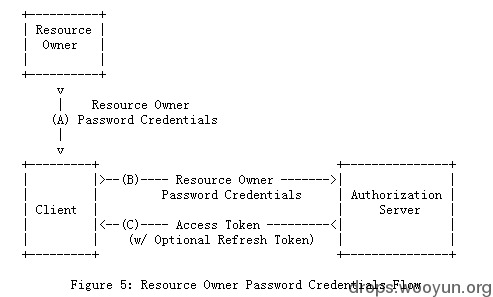 Resource
Owner
v
Resource Owner
(A) Password Credentials
v
>--(B)---- Resource Owner ------->
Password Credentials
Client
Authorization
Server
<--(C)---- Access Token ---------<
(w/ Optional Refresh Token)
Figure 5: Resource Owner Password Credentials Flow
drops.wooyun.org